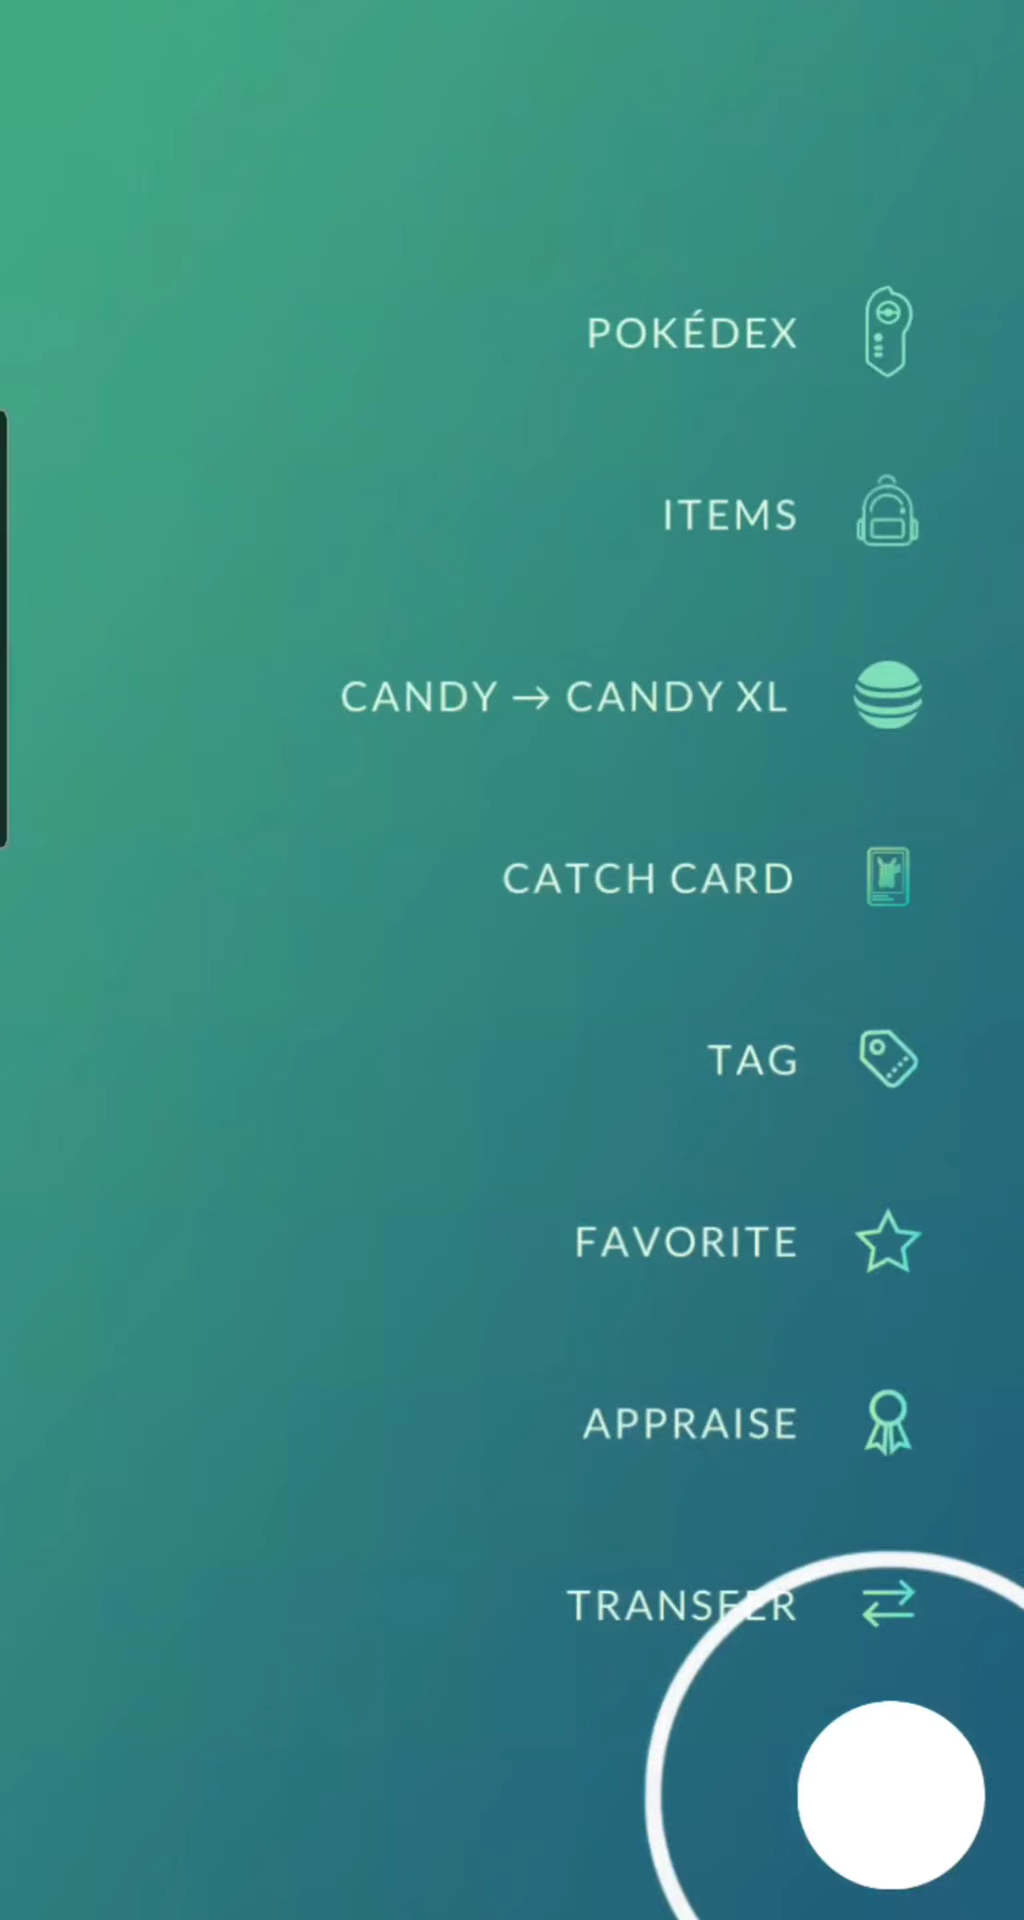 POKÉDEX
ITEMS
CANDY → CANDY XL
CATCH CARD
TAG
FAVORITE
APPRAISE
TRANSFER